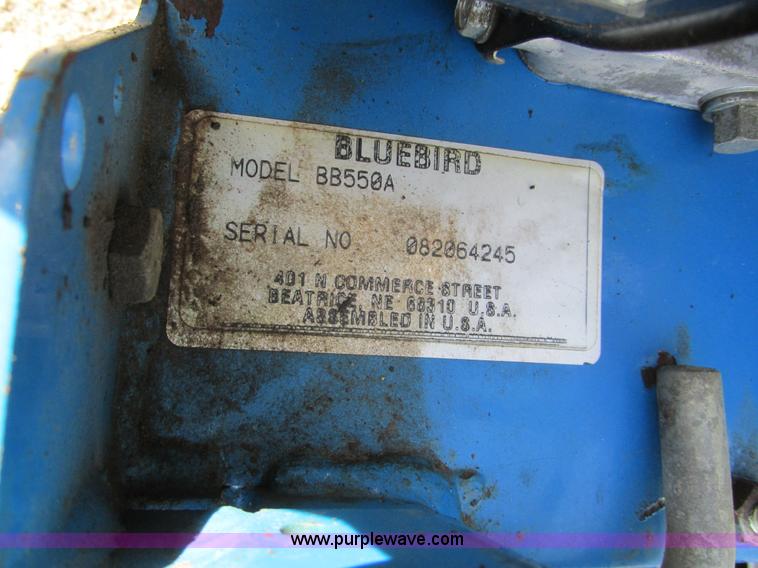 BLUEBIRD
MODEL BB550A
SERIAL NO 082064245
401 N COMMERCE STREET
BEATRICE, NE 68310 U.S.A.
ASSEMBLED IN U.S.A.
www.purplewave.com